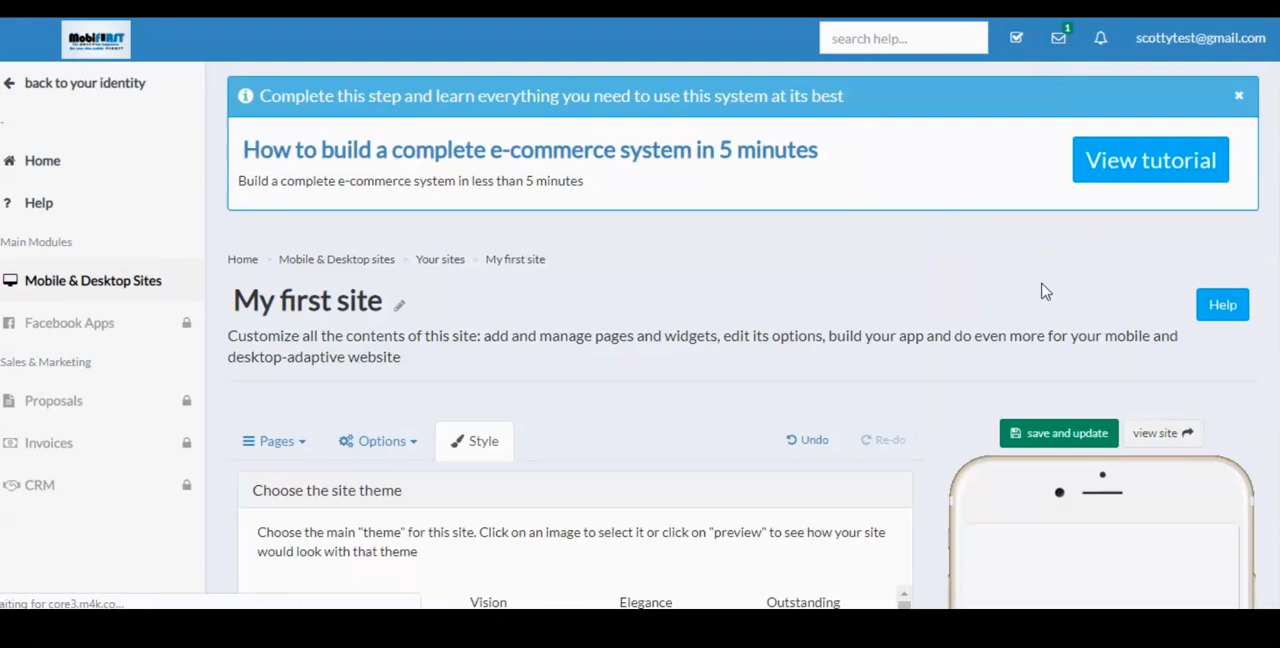 MobiFIRST
search help...
1
scottytest@gmail.com
back to your identity
-
Home
? Help
Main Modules
Mobile & Desktop Sites
Facebook Apps
Sales & Marketing
Proposals
Invoices
CRM
Complete this step and learn everything you need to use this system at its best
×
How to build a complete e-commerce system in 5 minutes
Build a complete e-commerce system in less than 5 minutes
View tutorial
Home > Mobile & Desktop sites > Your sites > My first site
My first site
Help
Customize all the contents of this site: add and manage pages and widgets, edit its options, build your app and do even more for your mobile and
desktop-adaptive website
Pages Options Style Undo Re-do
save and update view site
Choose the site theme
Choose the main "theme" for this site. Click on an image to select it or click on "preview" to see how your site
would look with that theme
Vision Elegance Outstanding
aiting for core3.m4k.co...